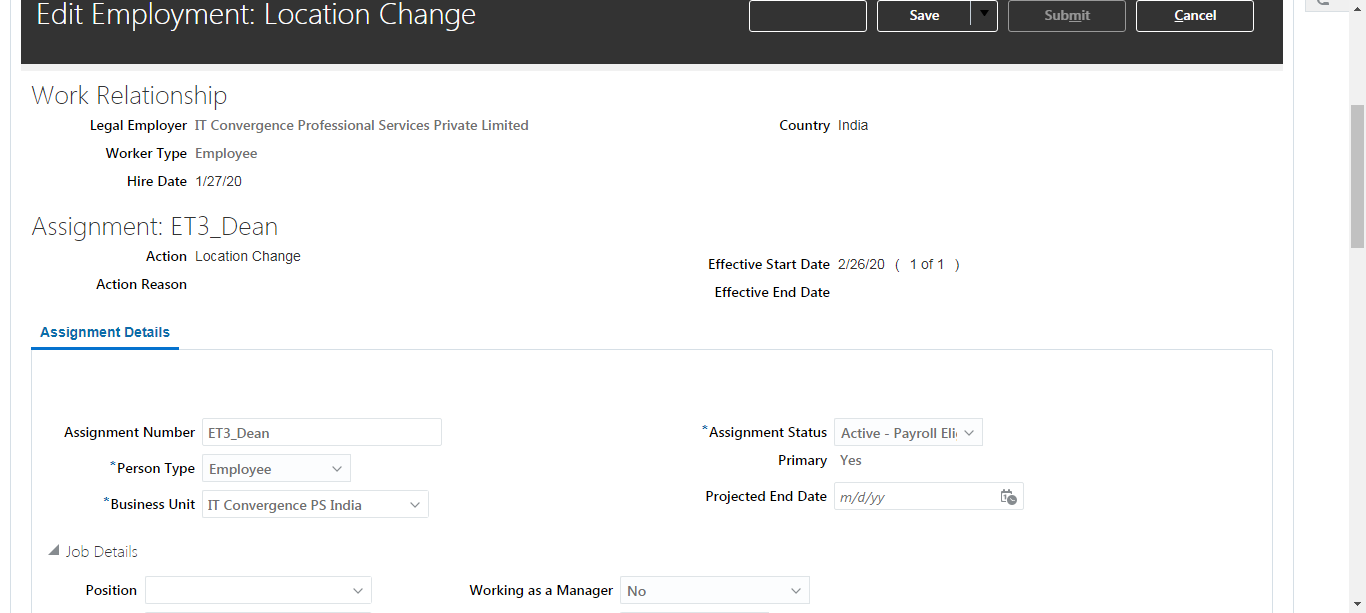 Edit Employment: Location Change
Save
Submit
Cancel
Work Relationship
Legal Employer IT Convergence Professional Services Private Limited
Country India
Worker Type Employee
Hire Date 1/27/20
Assignment: ET3_Dean
Action Location Change
Effective Start Date 2/26/20 ( 1 of 1 )
Action Reason
Effective End Date
Assignment Details
Assignment Number ET3_Dean
*Assignment Status Active - Payroll Eli
*Person Type Employee
Primary Yes
*Business Unit IT Convergence PS India
Projected End Date m/d/yy
Job Details
Position
Working as a Manager No